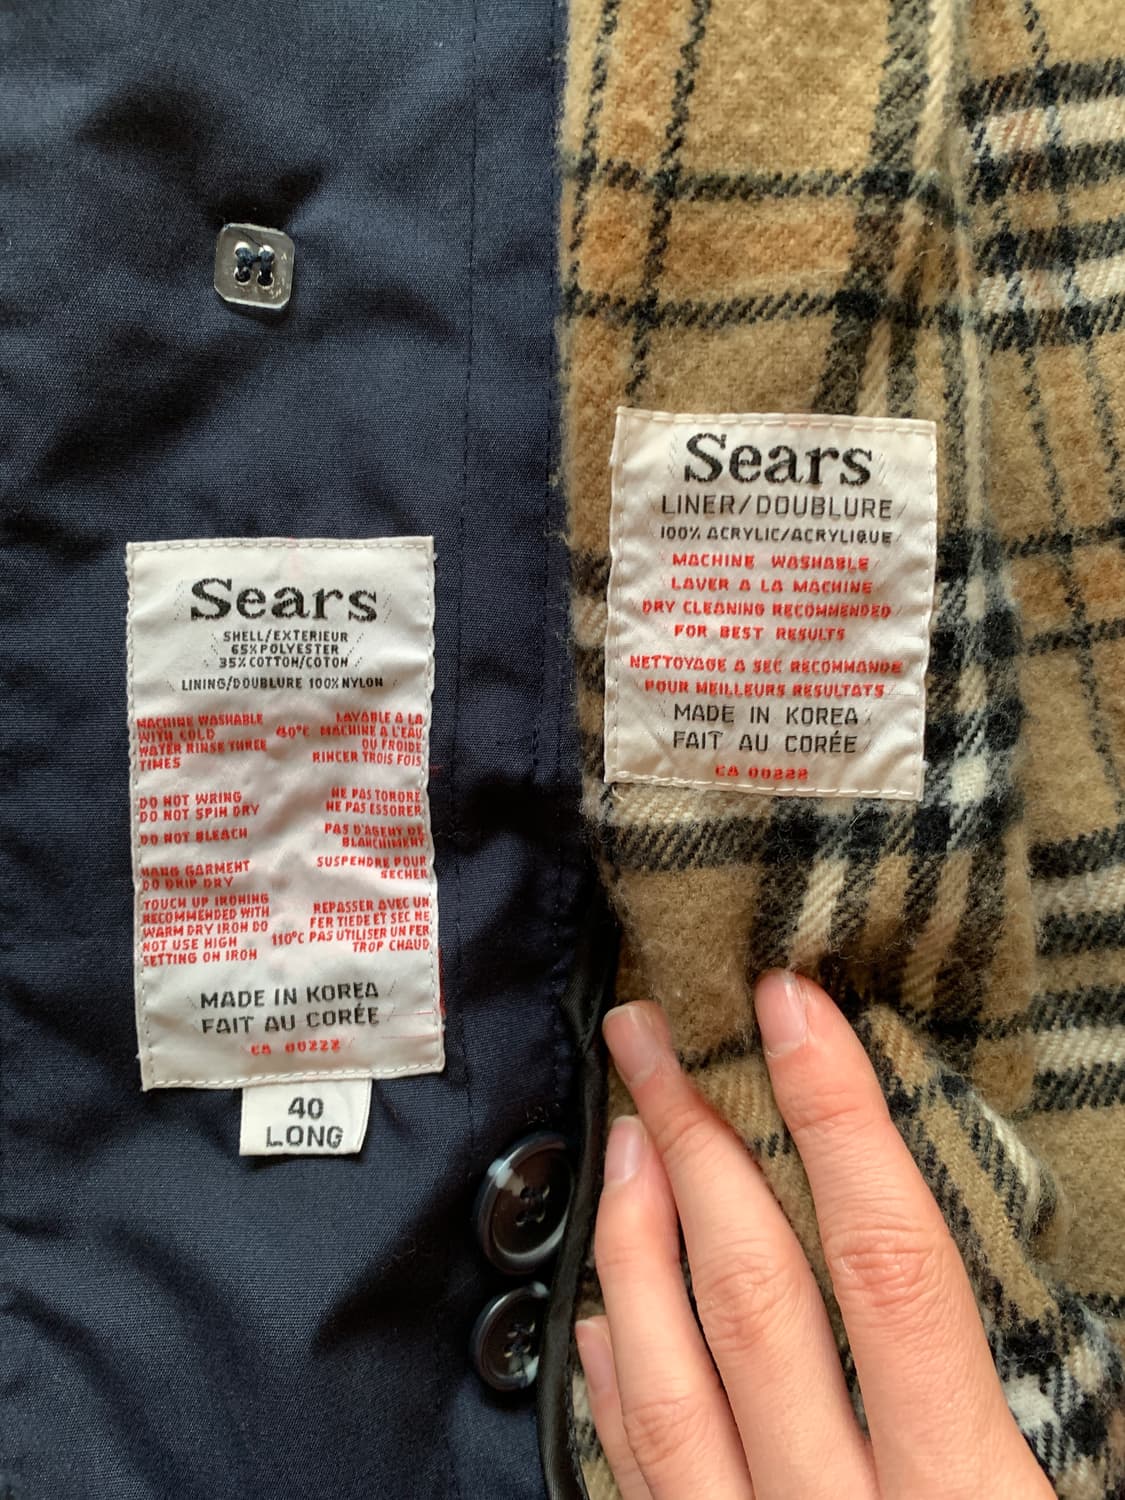 Sears
SHELL/EXTERIEUR
65% POLYESTER
35% COTTON/COTON
LINING/DOUBLURE 100% NYLON
MACHINE WASHABLE
WITH COLD
WATER RINSE THREE
TIMES
40°C
LAVABLE A LA
MACHINE A L'EAU
OU FROIDE
RINCER TROIS FOIS
DO NOT WRING
DO NOT SPIN DRY
NE PAS TORDRE
NE PAS ESSORER
DO NOT BLEACH
PAS D'AGENT DE
BLANCHIMENT
HANG GARMENT
DO DRIP DRY
SUSPENDRE POUR
SECHER
TOUCH UP IRONING
RECOMMENDED WITH
WARM DRY IRON DO
NOT USE HIGH
SETTING ON IRON
110°C
REPASSER AVEC UN
FER TIEDE ET SEC NE
PAS UTILISER UN FER
TROP CHAUD
MADE IN KOREA
FAIT AU CORÉE
CA 00222
40
LONG
Sears
LINER/DOUBLURE
100% ACRYLIC/ACRYLIQUE
MACHINE WASHABLE
LAVER A LA MACHINE
DRY CLEANING RECOMMENDED
FOR BEST RESULTS
NETTOYAGE A SEC RECOMMANDE
POUR MEILLEURS RESULTATS
MADE IN KOREA
FAIT AU CORÉE
CA 00222